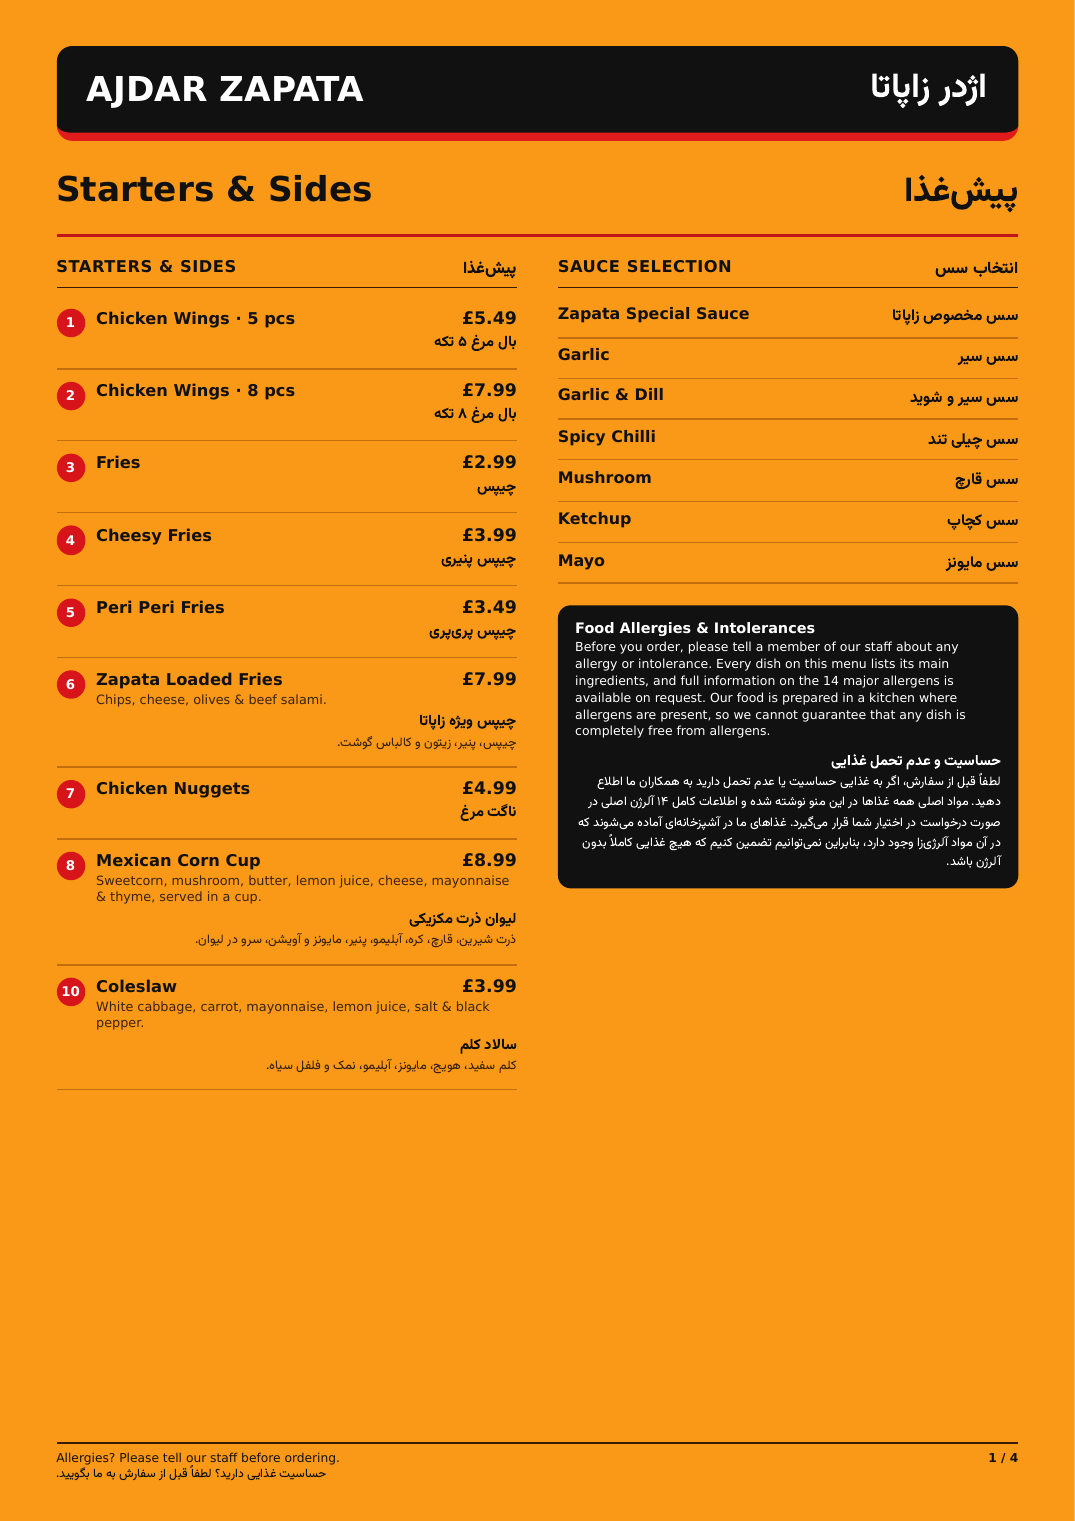 AJDAR ZAPATA
اژدر زاپاتا
Starters & Sides
پیش‌غذا
STARTERS & SIDES
پیش‌غذا
1 Chicken Wings · 5 pcs £5.49
بال مرغ ۵ تکه
2 Chicken Wings · 8 pcs £7.99
بال مرغ ۸ تکه
3 Fries £2.99
چیپس
4 Cheesy Fries £3.99
چیپس پنیری
5 Peri Peri Fries £3.49
چیپس پری‌پری
6 Zapata Loaded Fries £7.99
Chips, cheese, olives & beef salami.
چیپس ویژه زاپاتا
چیپس، پنیر، زیتون و کالباس گوشت.
7 Chicken Nuggets £4.99
ناگت مرغ
8 Mexican Corn Cup £8.99
Sweetcorn, mushroom, butter, lemon juice, cheese, mayonnaise
& thyme, served in a cup.
لیوان ذرت مکزیکی
ذرت شیرین، قارچ، کره، آبلیمو، پنیر، مایونز و آویشن، سرو در لیوان.
10 Coleslaw £3.99
White cabbage, carrot, mayonnaise, lemon juice, salt & black
pepper.
سالاد کلم
کلم سفید، هویج، مایونز، آبلیمو، نمک و فلفل سیاه.
SAUCE SELECTION
انتخاب سس
Zapata Special Sauce سس مخصوص زاپاتا
Garlic سس سیر
Garlic & Dill سس سیر و شوید
Spicy Chilli سس چیلی تند
Mushroom سس قارچ
Ketchup سس کچاپ
Mayo سس مایونز
Food Allergies & Intolerances
Before you order, please tell a member of our staff about any
allergy or intolerance. Every dish on this menu lists its main
ingredients, and full information on the 14 major allergens is
available on request. Our food is prepared in a kitchen where
allergens are present, so we cannot guarantee that any dish is
completely free from allergens.
حساسیت و عدم تحمل غذایی
لطفاً قبل از سفارش، اگر به غذایی حساسیت یا عدم تحمل دارید به همکاران ما اطلاع
دهید. مواد اصلی همه غذاها در این منو نوشته شده و اطلاعات کامل ۱۴ آلرژن اصلی در
صورت درخواست در اختیار شما قرار می‌گیرد. غذاهای ما در آشپزخانه‌ای آماده می‌شوند که
در آن مواد آلرژی‌زا وجود دارد، بنابراین نمی‌توانیم تضمین کنیم که هیچ غذایی کاملاً بدون
آلرژن باشد.
Allergies? Please tell our staff before ordering.
حساسیت غذایی دارید؟ لطفاً قبل از سفارش به ما بگویید.
1 / 4